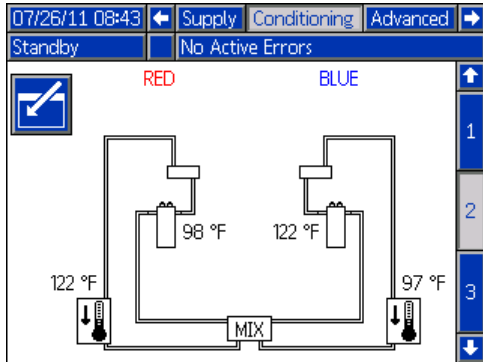 07/26/11 08:43 Supply Conditioning Advanced
Standby No Active Errors
RED BLUE
1
98 °F 122 °F
2
122 °F 97 °F
3
MIX